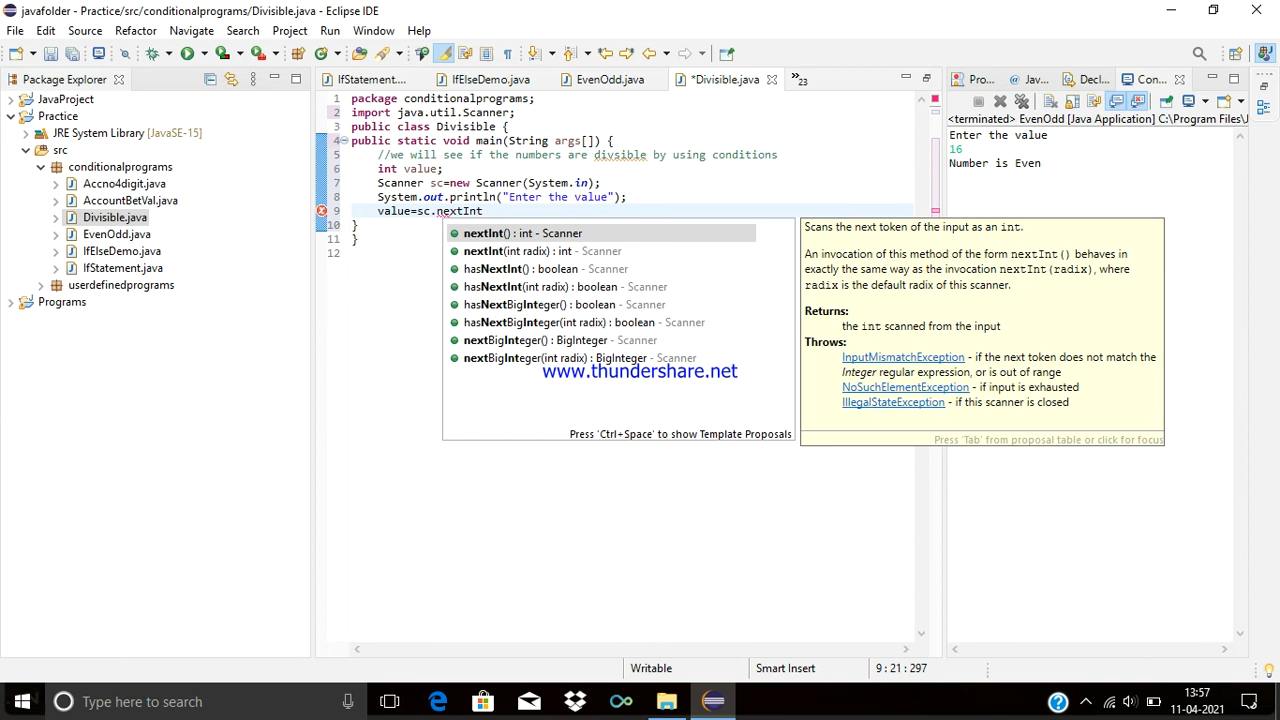 javafolder - Practice/src/conditionalprograms/Divisible.java - Eclipse IDE
File Edit Source Refactor Navigate Search Project Run Window Help
Package Explorer
IfStatement....
IfElseDemo.java
EvenOdd.java
*Divisible.java
23
Pro...
Jav...
Decl...
Con...
JavaProject
Practice
JRE System Library [JavaSE-15]
src
conditionalprograms
Accno4digit.java
AccountBetVal.java
Divisible.java
EvenOdd.java
IfElseDemo.java
IfStatement.java
userdefinedprograms
Programs
1 package conditionalprograms;
2 import java.util.Scanner;
3 public class Divisible {
4 public static void main(String args[]) {
5 //we will see if the numbers are divsible by using conditions
6 int value;
7 Scanner sc=new Scanner(System.in);
8 System.out.println("Enter the value");
9 value=sc.nextInt
10 }
11 }
12
nextInt() : int - Scanner
nextInt(int radix) : int - Scanner
hasNextInt() : boolean - Scanner
hasNextInt(int radix) : boolean - Scanner
hasNextBigInteger() : boolean - Scanner
hasNextBigInteger(int radix) : boolean - Scanner
nextBigInteger() : BigInteger - Scanner
nextBigInteger(int radix) : BigInteger - Scanner
www.thundershare.net
Press 'Ctrl+Space' to show Template Proposals
Scans the next token of the input as an int.
An invocation of this method of the form nextInt() behaves in
exactly the same way as the invocation nextInt(radix), where
radix is the default radix of this scanner.
Returns:
the int scanned from the input
Throws:
InputMismatchException - if the next token does not match the
Integer regular expression, or is out of range
NoSuchElementException - if input is exhausted
IllegalStateException - if this scanner is closed
Press 'Tab' from proposal table or click for focus
<terminated> EvenOdd [Java Application] C:\Program Files\J
Enter the value
16
Number is Even
Writable
Smart Insert
9 : 21 : 297
Type here to search
13:57
11-04-2021